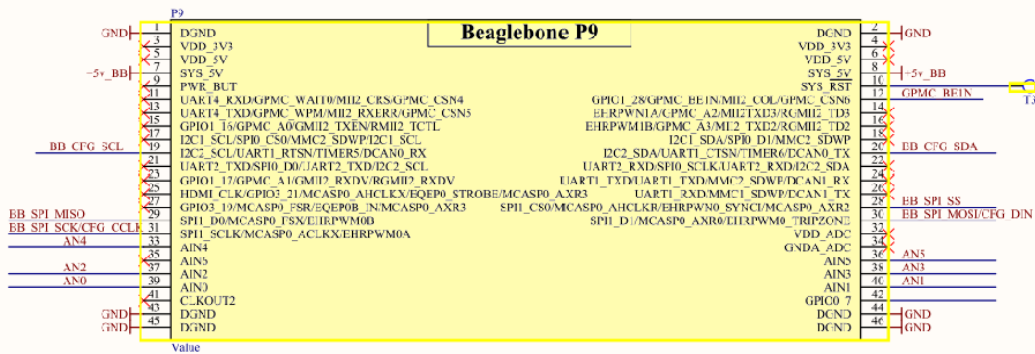 P9
Beaglebone P9
GND 1 DGND DGND 2 GND
3 VDD_3V3 VDD_3V3 4
5 VDD_5V VDD_5V 6
+5v_BB 7 SYS_5V SYS_5V 8 +5v_BB
9 PWR_BUT SYS_RST 10
11 UART4_RXD/GPMC_WAIT0/MII2_CRS/GPMC_CSN4 GPIO1_28/GPMC_BE1N/MII2_COL/GPMC_CSN6 12 GPMC_BE1N
13 UART4_TXD/GPMC_WPM/MII2_RXERR/GPMC_CSN5 EHRPWN1A/GPMC_A2/MII2TXD3/RGMII2_TD3 14
15 GPIO1_16/GPMC_A0/GMII2_TXEN/RMII2_TCTL EHRPWM1B/GPMC_A3/MII2_TXD2/RGMII2_TD2 16
17 I2C1_SCL/SPI0_CS0/MMC2_SDWP/I2C1_SCL I2C1_SDA/SPI0_D1/MMC2_SDWP 18
BB_CFG_SCL 19 I2C2_SCL/UART1_RTSN/TIMER5/DCAN0_RX I2C2_SDA/UART1_CTSN/TIMER6/DCAN0_TX 20 BB_CFG_SDA
21 UART2_TXD/SPI0_D0/UART2_TXD/I2C2_SCL UART2_RXD/SPI0_SCLK/UART2_RXD/I2C2_SDA 22
23 GPIO1_17/GPMC_A1/GMII2_RXDV/RGMII2_RXDV UART1_TXD/UART1_TXD/MMC2_SDWP/DCAN1_RX 24
25 HDMI_CLK/GPIO3_21/MCASP0_AHCLKX/EQEP0_STROBE/MCASP0_AXR3 UART1_RXD/MMC1_SDWP/DCAN1_TX 26
27 GPIO3_19/MCASP0_FSR/EQEP0B_IN/MCASP0_AXR3 SPI1_CS0/MCASP0_AHCLKR/EHRPWN0_SYNCI/MCASP0_AXR2 28 BB_SPI_SS
BB_SPI_MISO 29 SPI1_D0/MCASP0_FSX/EHRPWM0B SPI1_D1/MCASP0_AXR0/EHRPWM0_TRIPZONE 30 BB_SPI_MOSI/CFG_DIN
BB_SPI_SCK/CFG_CCLK 31 SPI1_SCLK/MCASP0_ACLKX/EHRPWM0A VDD_ADC 32
AN4 33 AIN4 GNDA_ADC 34
35 AIN5 AIN5 36 AN5
AN2 37 AIN2 AIN3 38 AN3
AN0 39 AIN0 AIN1 40 AN1
41 CLKOUT2 GPIO0_7 42
GND 43 DGND DGND 44 GND
GND 45 DGND DGND 46 GND
Value